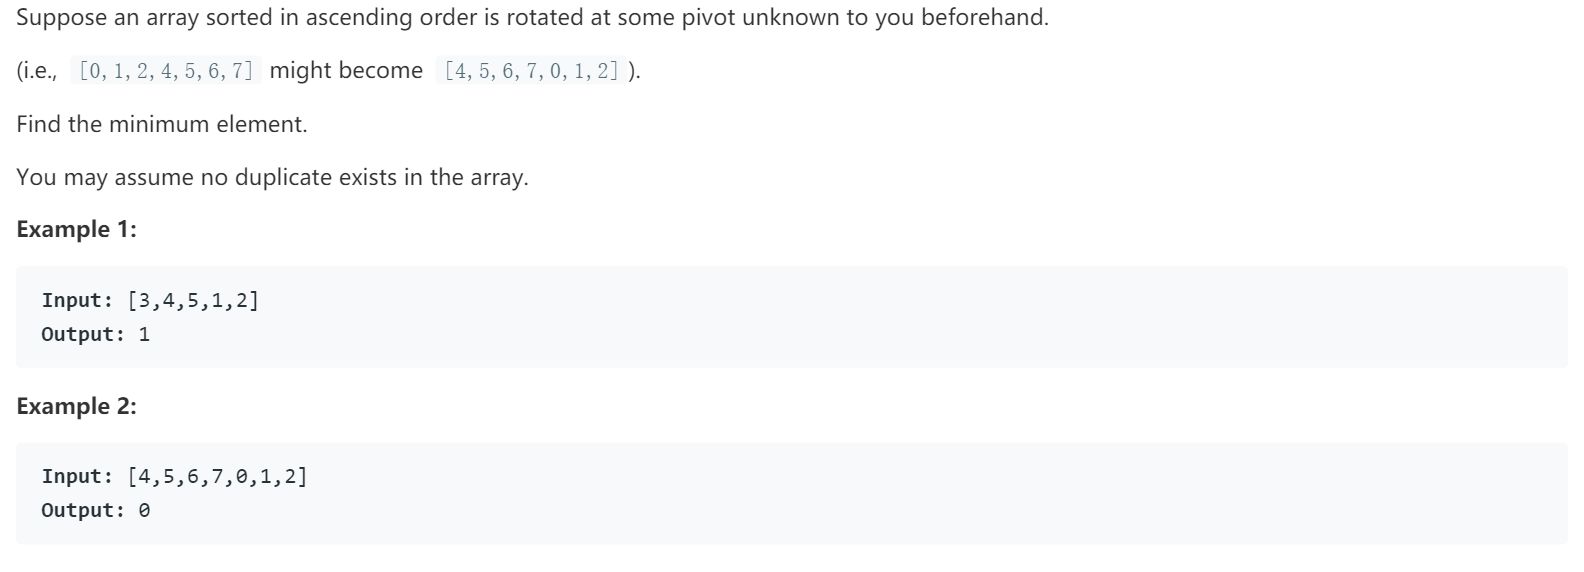 Suppose an array sorted in ascending order is rotated at some pivot unknown to you beforehand.
(i.e., [0, 1, 2, 4, 5, 6, 7] might become [4, 5, 6, 7, 0, 1, 2] ).
Find the minimum element.
You may assume no duplicate exists in the array.
Example 1:
Input: [3,4,5,1,2]
Output: 1
Example 2:
Input: [4,5,6,7,0,1,2]
Output: 0